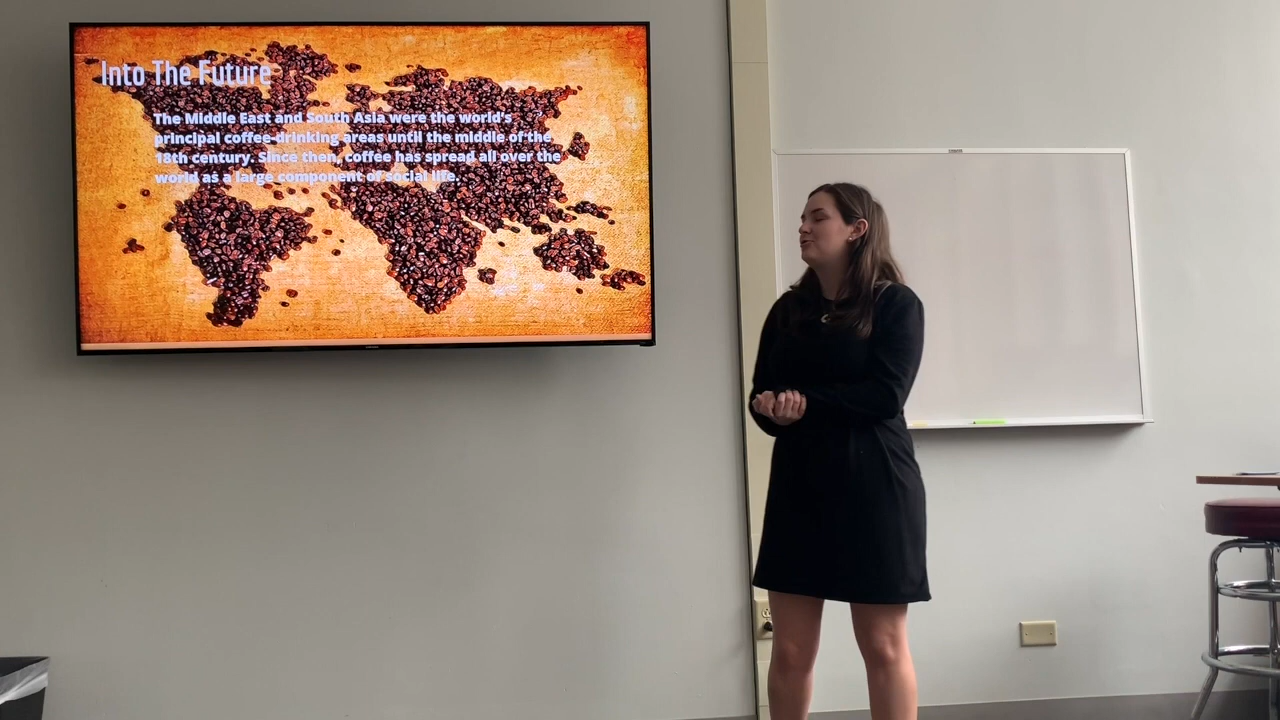 Into The Future
The Middle East and South Asia were the world's
principal coffee-drinking areas until the middle of the
18th century. Since then, coffee has spread all over the
world as a large component of social life.